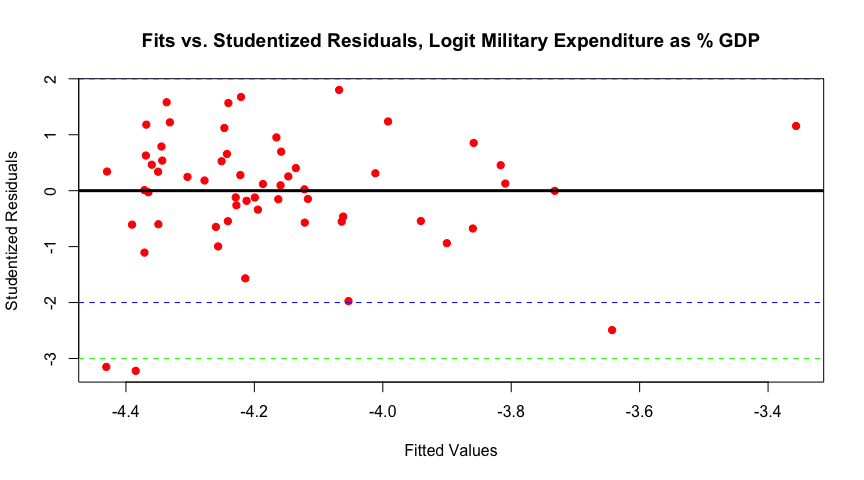 Fits vs. Studentized Residuals, Logit Military Expenditure as % GDP
Studentized Residuals
2
1
0
-1
-2
-3
-4.4 -4.2 -4.0 -3.8 -3.6 -3.4
Fitted Values